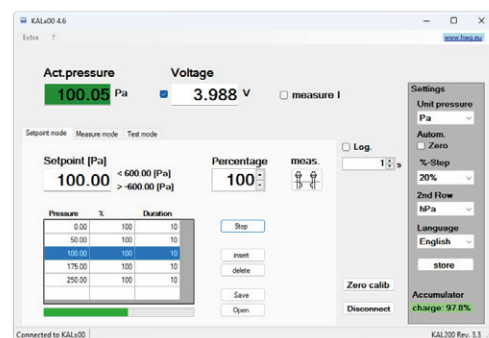 KALx00 4.6
Extra ?
www.hwg.eu
Act.pressure Voltage
100.05 Pa 3.988 V measure I
Settings
Unit pressure
Pa
Autom.
Zero
%-Step
20%
2nd Row
hPa
Language
English
store
Accumulator
charge: 97.8%
Setpoint mode Measure mode Test mode
Log.
1 s
Setpoint [Pa] Percentage meas.
100.00 < 600.00 [Pa] 100
> -600.00 [Pa]
Pressure % Duration
0.00 100 10
50.00 100 10
100.00 100 10
175.00 100 10
250.00 100 10
Stop
insert
delete
Save
Open
Zero calib
Disconnect
Connected to KALx00 KAL200 Rev. 3.3